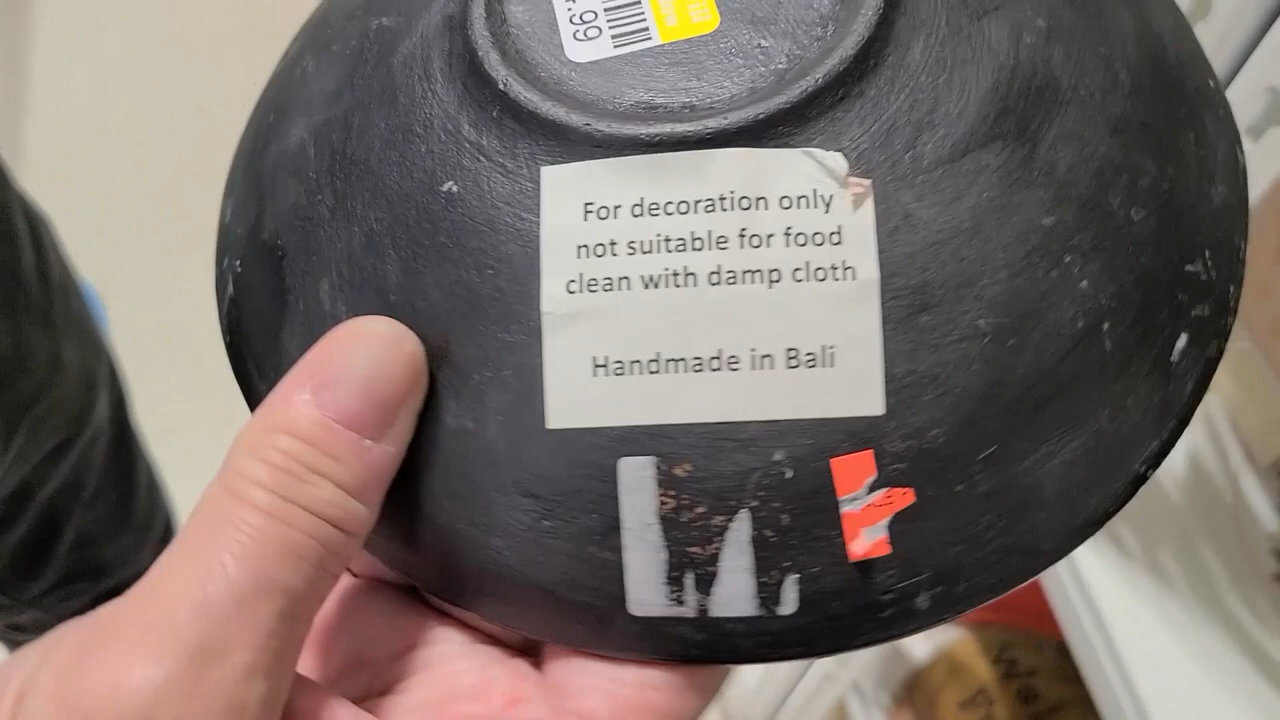 .99
For decoration only
not suitable for food
clean with damp cloth
Handmade in Bali